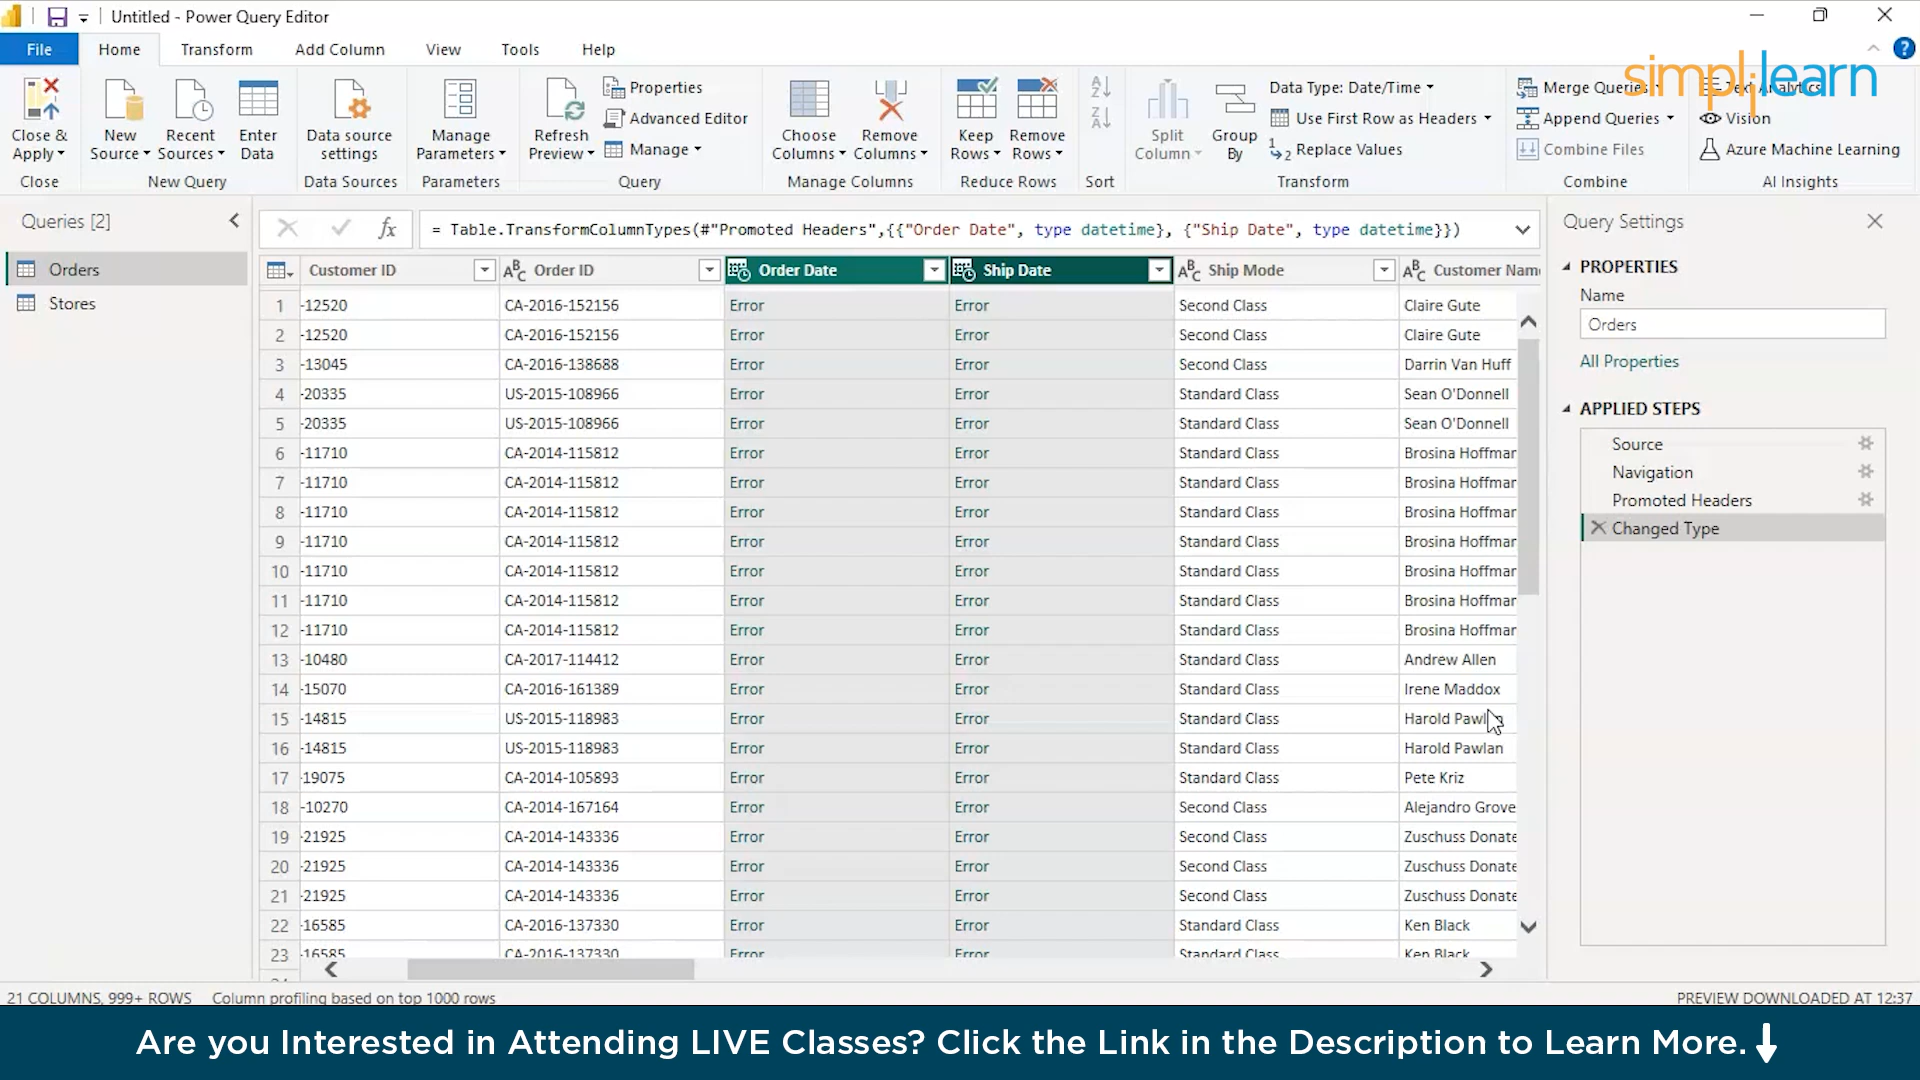 Untitled - Power Query Editor
File Home Transform Add Column View Tools Help
Close & Apply
New Source
Recent Sources
Enter Data
Data source settings
Manage Parameters
Refresh Preview
Properties
Advanced Editor
Manage
Choose Columns
Remove Columns
Keep Rows
Remove Rows
Split Column
Group By
Data Type: Date/Time
Use First Row as Headers
Replace Values
Merge Queries
Append Queries
Combine Files
Text Analytics
Vision
Azure Machine Learning
simplilearn
Close New Query Data Sources Parameters Query Manage Columns Reduce Rows Sort Transform Combine AI Insights
Queries [2]
Orders
Stores
fx = Table.TransformColumnTypes(#"Promoted Headers",{{"Order Date", type datetime}, {"Ship Date", type datetime}})
Customer ID ABC Order ID Order Date Ship Date ABC Ship Mode ABC Customer Name
1 -12520 CA-2016-152156 Error Error Second Class Claire Gute
2 -12520 CA-2016-152156 Error Error Second Class Claire Gute
3 -13045 CA-2016-138688 Error Error Second Class Darrin Van Huff
4 -20335 US-2015-108966 Error Error Standard Class Sean O'Donnell
5 -20335 US-2015-108966 Error Error Standard Class Sean O'Donnell
6 -11710 CA-2014-115812 Error Error Standard Class Brosina Hoffmar
7 -11710 CA-2014-115812 Error Error Standard Class Brosina Hoffmar
8 -11710 CA-2014-115812 Error Error Standard Class Brosina Hoffmar
9 -11710 CA-2014-115812 Error Error Standard Class Brosina Hoffmar
10 -11710 CA-2014-115812 Error Error Standard Class Brosina Hoffmar
11 -11710 CA-2014-115812 Error Error Standard Class Brosina Hoffmar
12 -11710 CA-2014-115812 Error Error Standard Class Brosina Hoffmar
13 -10480 CA-2017-114412 Error Error Standard Class Andrew Allen
14 -15070 CA-2016-161389 Error Error Standard Class Irene Maddox
15 -14815 US-2015-118983 Error Error Standard Class Harold Pawlan
16 -14815 US-2015-118983 Error Error Standard Class Harold Pawlan
17 -19075 CA-2014-105893 Error Error Standard Class Pete Kriz
18 -10270 CA-2014-167164 Error Error Second Class Alejandro Grove
19 -21925 CA-2014-143336 Error Error Second Class Zuschuss Donate
20 -21925 CA-2014-143336 Error Error Second Class Zuschuss Donate
21 -21925 CA-2014-143336 Error Error Second Class Zuschuss Donate
22 -16585 CA-2016-137330 Error Error Standard Class Ken Black
23 -16585 CA-2016-137330 Error Error Standard Class Ken Black
Query Settings
PROPERTIES
Name
Orders
All Properties
APPLIED STEPS
Source
Navigation
Promoted Headers
Changed Type
21 COLUMNS, 999+ ROWS Column profiling based on top 1000 rows PREVIEW DOWNLOADED AT 12:37
Are you Interested in Attending LIVE Classes? Click the Link in the Description to Learn More.